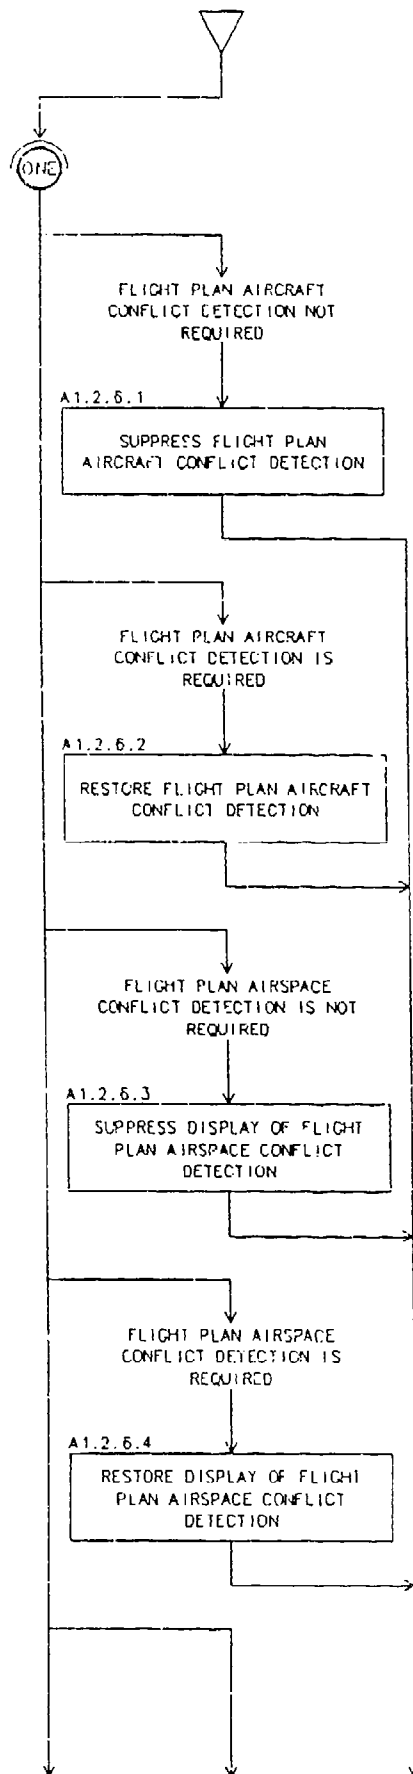 ONE
FLIGHT PLAN AIRCRAFT
CONFLICT DETECTION NOT
REQUIRED
A1.2.6.1
SUPPRESS FLIGHT PLAN
AIRCRAFT CONFLICT DETECTION
FLIGHT PLAN AIRCRAFT
CONFLICT DETECTION IS
REQUIRED
A1.2.6.2
RESTORE FLIGHT PLAN AIRCRAFT
CONFLICT DETECTION
FLIGHT PLAN AIRSPACE
CONFLICT DETECTION IS NOT
REQUIRED
A1.2.6.3
SUPPRESS DISPLAY OF FLIGHT
PLAN AIRSPACE CONFLICT
DETECTION
FLIGHT PLAN AIRSPACE
CONFLICT DETECTION IS
REQUIRED
A1.2.6.4
RESTORE DISPLAY OF FLIGHT
PLAN AIRSPACE CONFLICT
DETECTION